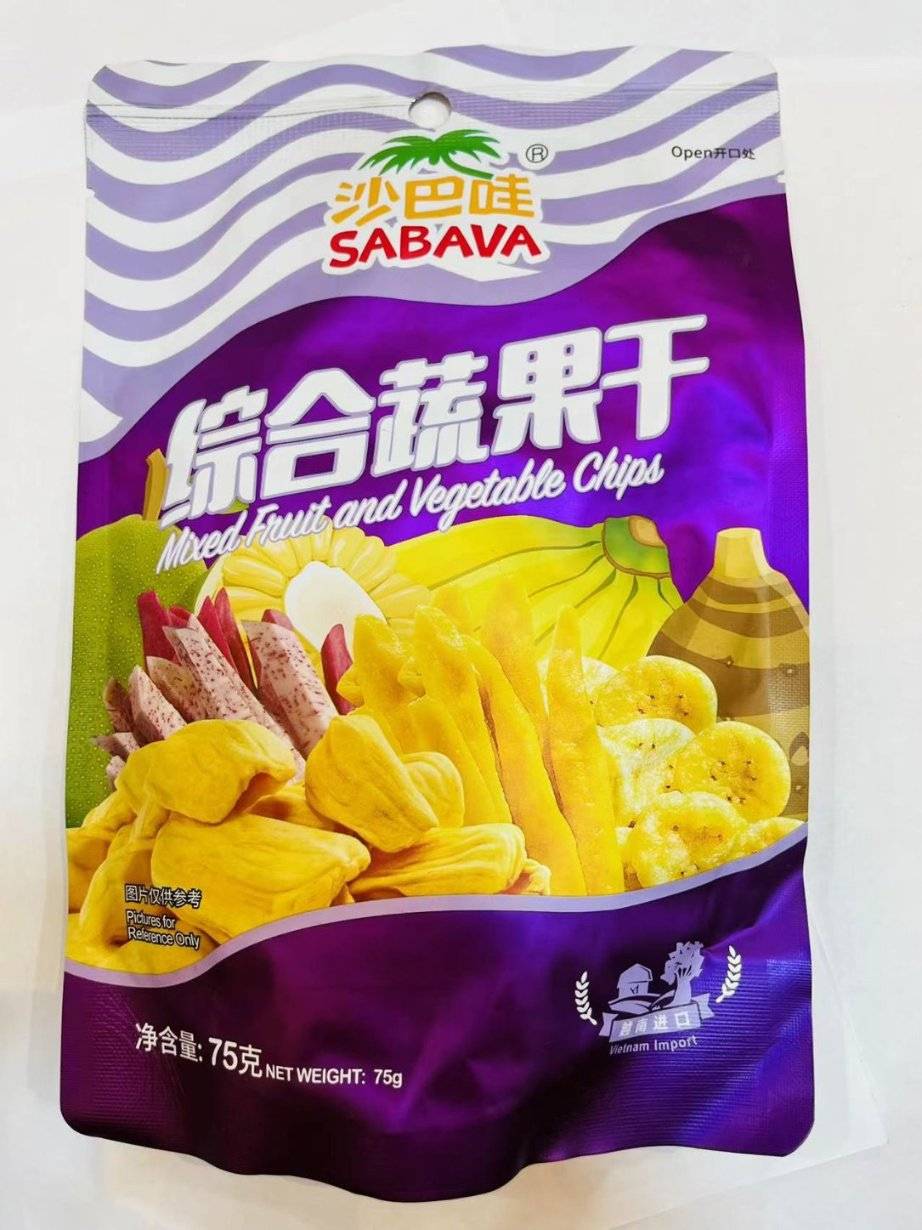 沙巴哇®
SABAVA
Open开口处
综合蔬果干
Mixed Fruit and Vegetable Chips
图片仅供参考
Pictures for
Reference Only
净含量: 75克 NET WEIGHT: 75g
越南进口
Vietnam Import